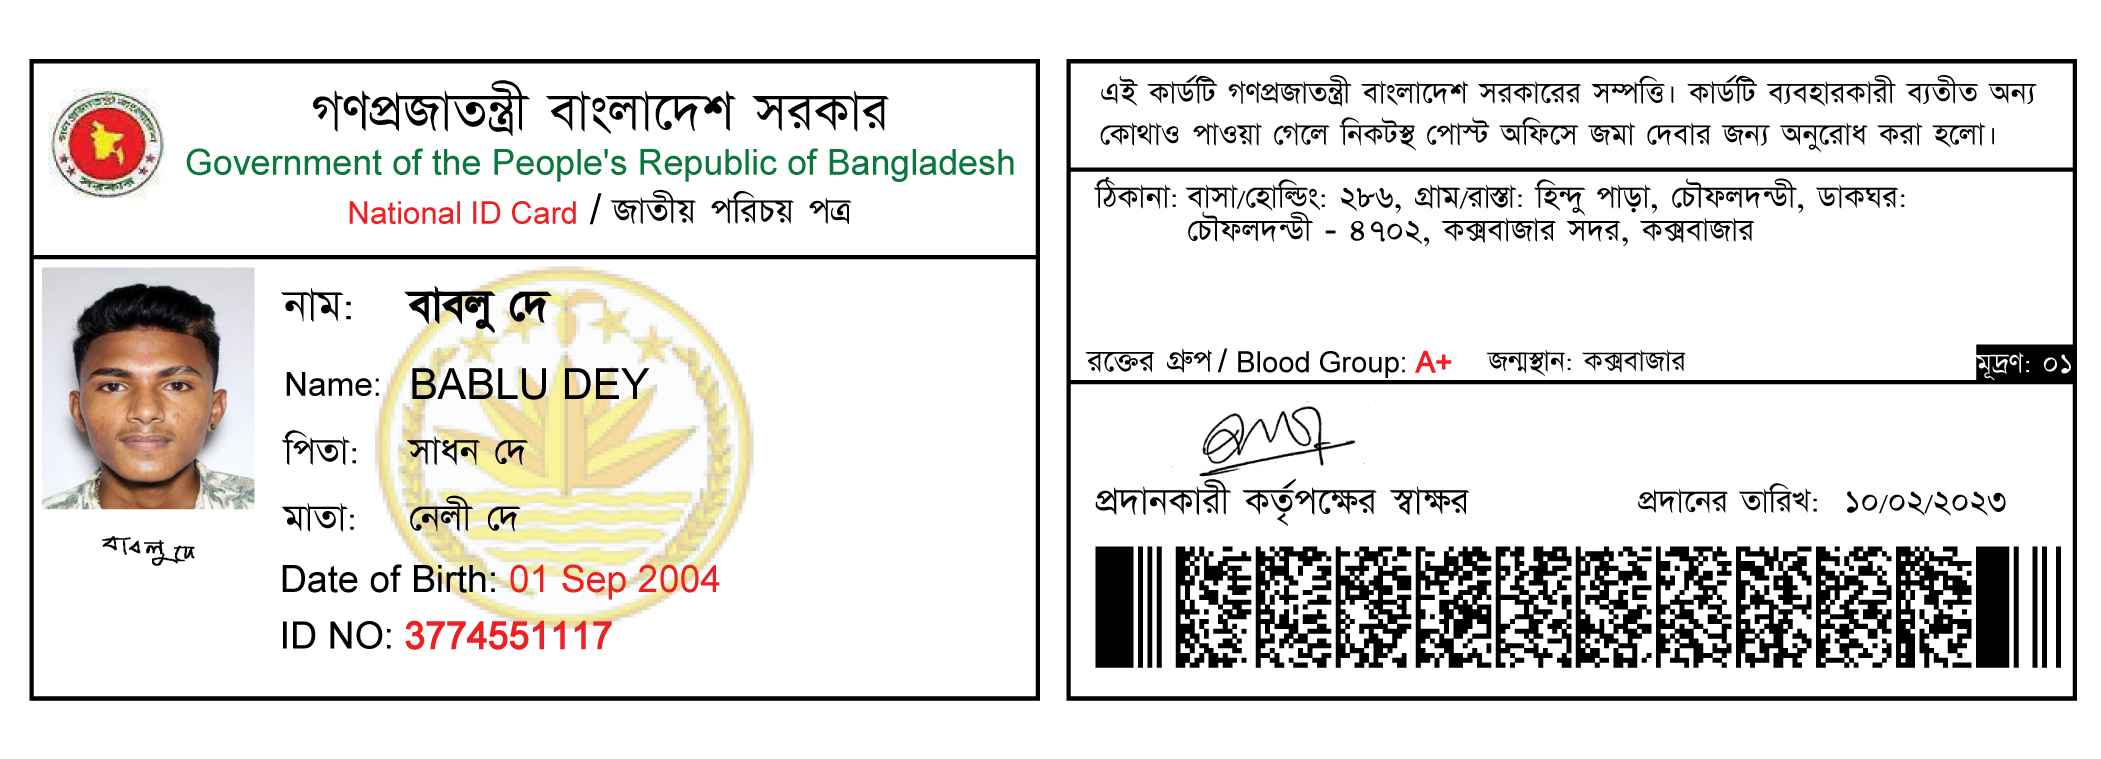 গণপ্রজাতন্ত্রী বাংলাদেশ সরকার
Government of the People's Republic of Bangladesh
National ID Card / জাতীয় পরিচয় পত্র
নাম: বাবলু দে
Name: BABLU DEY
পিতা: সাধন দে
মাতা: নেলী দে
Date of Birth: 01 Sep 2004
ID NO: 3774551117
বাবলু দে
এই কার্ডটি গণপ্রজাতন্ত্রী বাংলাদেশ সরকারের সম্পত্তি। কার্ডটি ব্যবহারকারী ব্যতীত অন্য
কোথাও পাওয়া গেলে নিকটস্থ পোস্ট অফিসে জমা দেবার জন্য অনুরোধ করা হলো।
ঠিকানা: বাসা/হোল্ডিং: ২৮৬, গ্রাম/রাস্তা: হিন্দু পাড়া, চৌফলদন্ডী, ডাকঘর:
চৌফলদন্ডী - ৪৭০২, কক্সবাজার সদর, কক্সবাজার
রক্তের গ্রুপ / Blood Group: A+ জন্মস্থান: কক্সবাজার
মূদ্রণ: ০১
প্রদানকারী কর্তৃপক্ষের স্বাক্ষর
প্রদানের তারিখ: ১০/০২/২০২৩